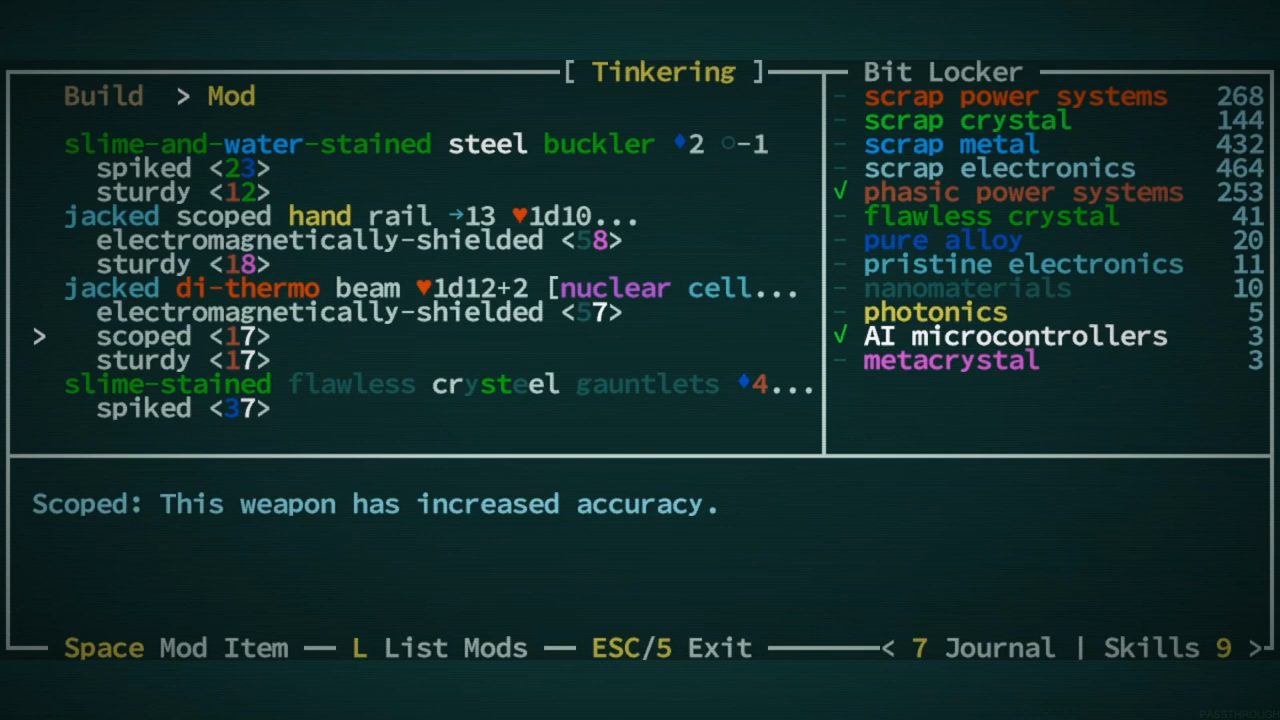 [ Tinkering ]
Build > Mod
slime-and-water-stained steel buckler ♦2 ○-1
spiked <23>
sturdy <12>
jacked scoped hand rail →13 ♥1d10...
electromagnetically-shielded <58>
sturdy <18>
jacked di-thermo beam ♥1d12+2 [nuclear cell...
electromagnetically-shielded <57>
> scoped <17>
sturdy <17>
slime-stained flawless crysteel gauntlets ♦4...
spiked <37>
Bit Locker
- scrap power systems 268
- scrap crystal 144
- scrap metal 432
- scrap electronics 464
√ phasic power systems 253
- flawless crystal 41
- pure alloy 20
- pristine electronics 11
- nanomaterials 10
- photonics 5
√ AI microcontrollers 3
- metacrystal 3
Scoped: This weapon has increased accuracy.
Space Mod Item — L List Mods — ESC/5 Exit
< 7 Journal | Skills 9 >